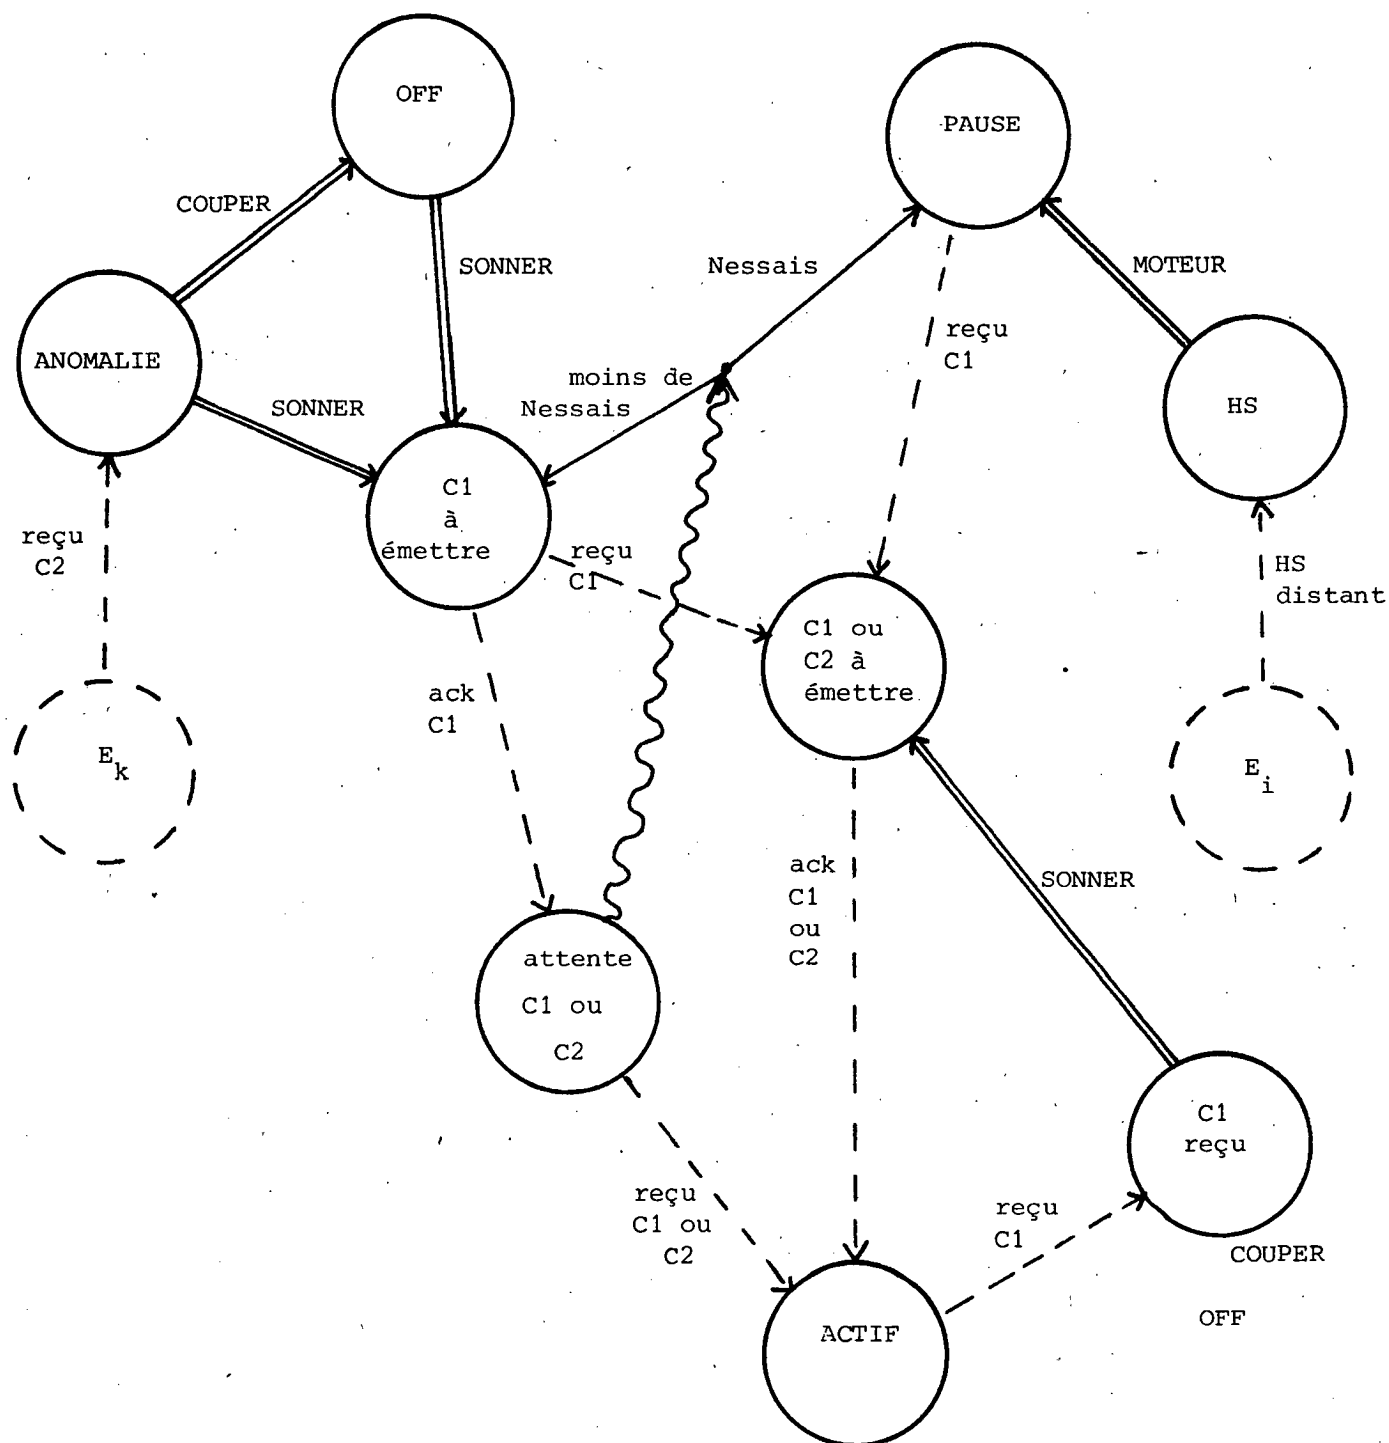 OFF
PAUSE
COUPER
SONNER
Nessais
MOTEUR
reçu
C1
ANOMALIE
moins de
Nessais
SONNER
HS
C1
à
émettre
reçu
C2
reçu
C1
HS
distant
C1 ou
C2 à
émettre
ack
C1
E
k
E
i
ack
C1
ou
C2
SONNER
attente
C1 ou
C2
C1
reçu
reçu
C1 ou
C2
reçu
C1
COUPER
OFF
ACTIF